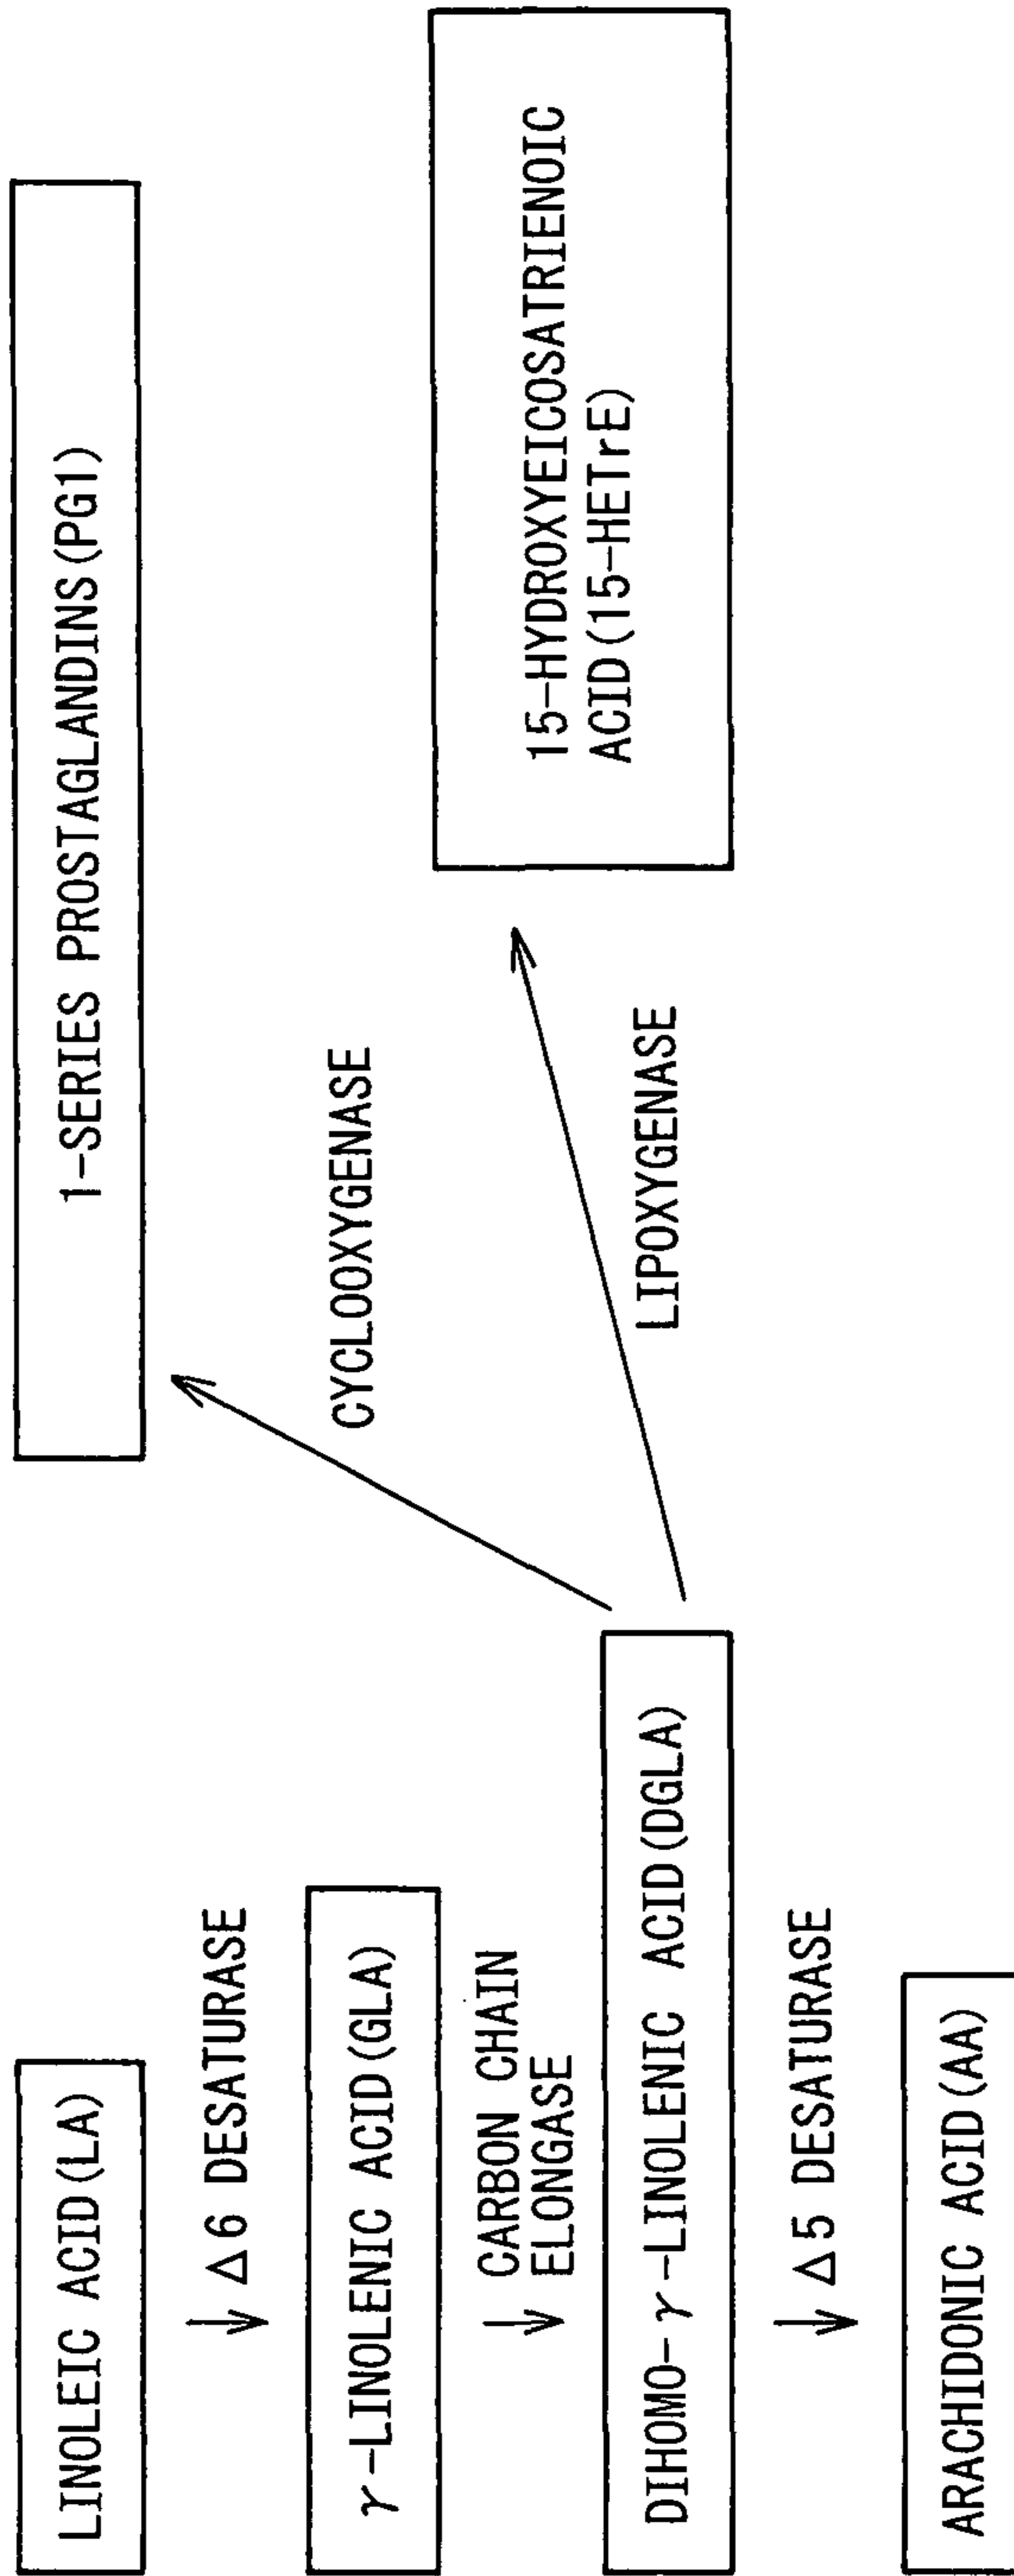 LINOLEIC ACID(LA)
Δ6 DESATURASE
γ-LINOLENIC ACID(GLA)
CARBON CHAIN
ELONGASE
DIHOMO-γ-LINOLENIC ACID(DGLA)
Δ5 DESATURASE
ARACHIDONIC ACID(AA)
1-SERIES PROSTAGLANDINS(PG1)
CYCLOOXYGENASE
LIPOXYGENASE
15-HYDROXYEICOSATRIENOIC
ACID(15-HETrE)